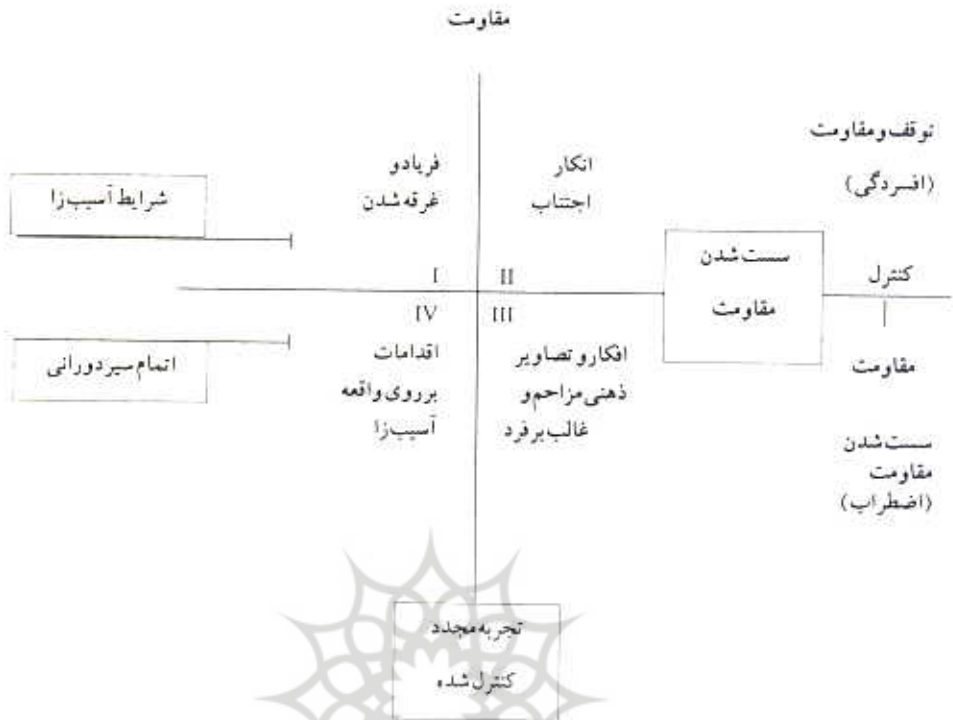 مقاومت
توقف و مقاومت
(افسردگی)
انکار
اجتناب
فریاد و
غرقه شدن
شرایط آسیب‌زا
سست شدن
مقاومت
کنترل
مقاومت
I
II
IV
III
افکار و تصاویر
ذهنی مزاحم و
غالب بر فرد
اقدامات
بر روی واقعه
آسیب‌زا
اتمام سیر دورانی
سست شدن
مقاومت
(اضطراب)
تجربه مجدد
کنترل شده